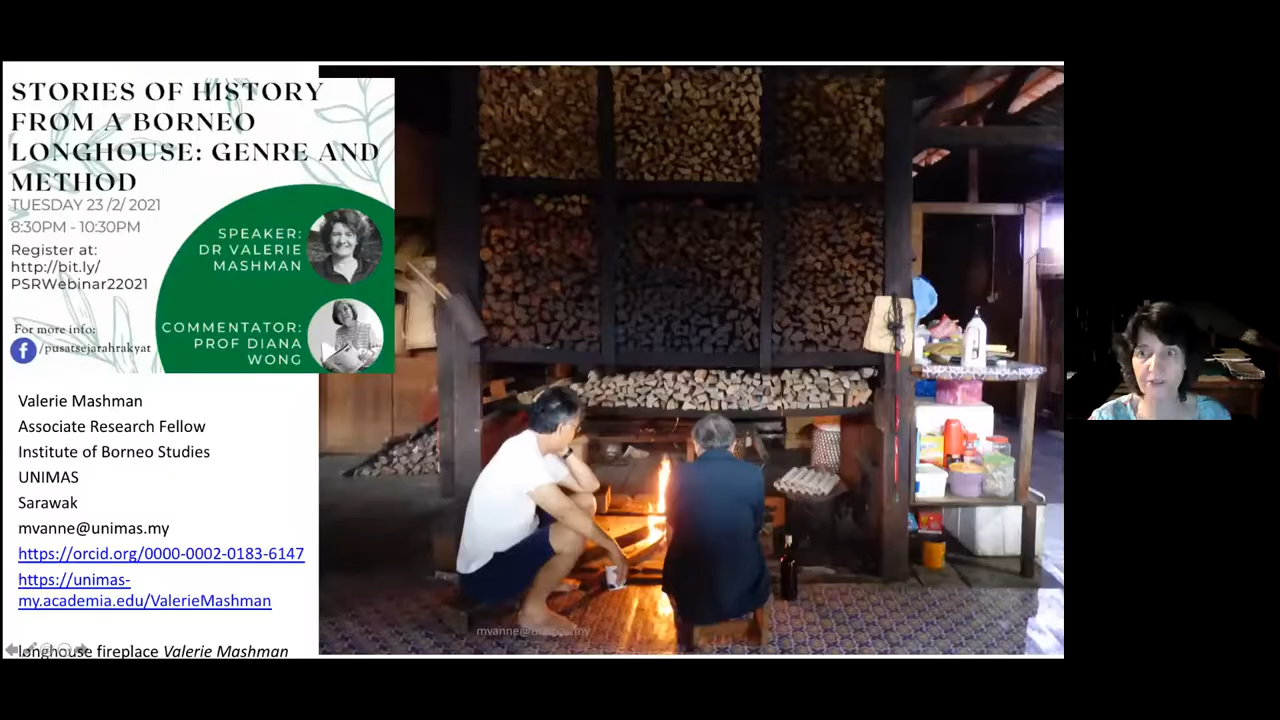 STORIES OF HISTORY
FROM A BORNEO
LONGHOUSE: GENRE AND
METHOD
TUESDAY 23 /2/ 2021
8:30PM - 10:30PM
Register at:
http://bit.ly/
PSRWebinar22021
SPEAKER:
DR VALERIE
MASHMAN
For more info:
/pusatsejarahrakyat
COMMENTATOR:
PROF DIANA
WONG
Valerie Mashman
Associate Research Fellow
Institute of Borneo Studies
UNIMAS
Sarawak
mvanne@unimas.my
https://orcid.org/0000-0002-0183-6147
https://unimas-
my.academia.edu/ValerieMashman
longhouse fireplace Valerie Mashman
mvanne@unimas.my